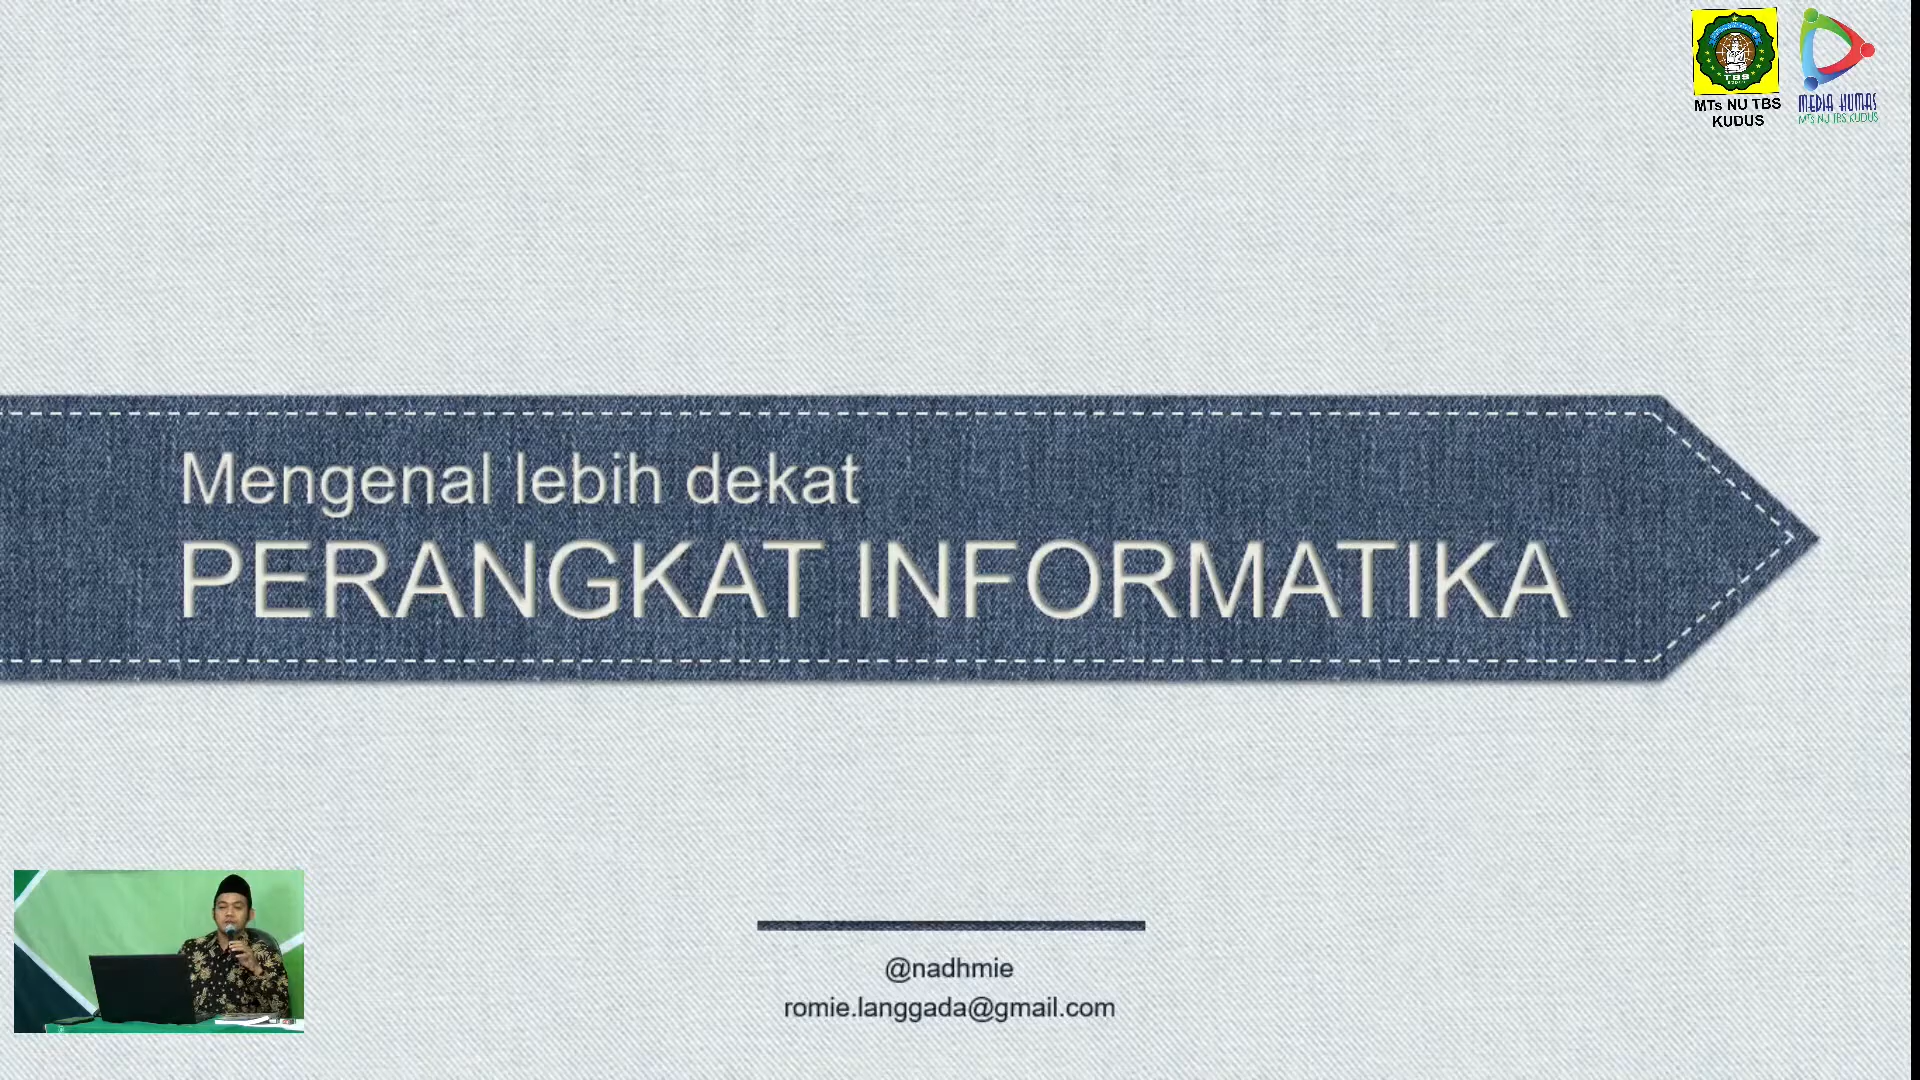 TBS
MTs NU TBS
KUDUS
MEDIA HUMAS
MTs NU TBS KUDUS
Mengenal lebih dekat
PERANGKAT INFORMATIKA
@nadhmie
romie.langgada@gmail.com